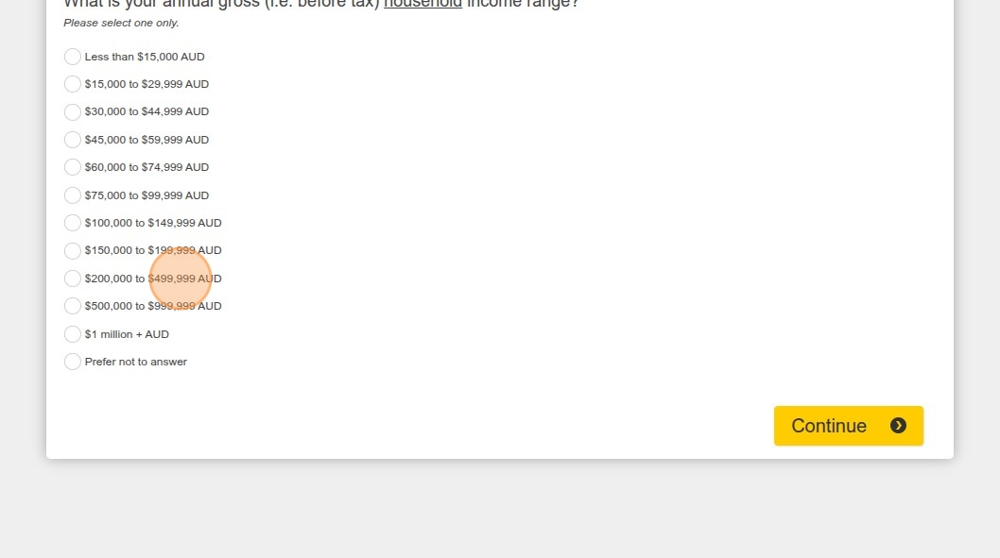 What is your annual gross (i.e. before tax) household income range?
Please select one only.
Less than $15,000 AUD
$15,000 to $29,999 AUD
$30,000 to $44,999 AUD
$45,000 to $59,999 AUD
$60,000 to $74,999 AUD
$75,000 to $99,999 AUD
$100,000 to $149,999 AUD
$150,000 to $199,999 AUD
$200,000 to $499,999 AUD
$500,000 to $999,999 AUD
$1 million + AUD
Prefer not to answer
Continue